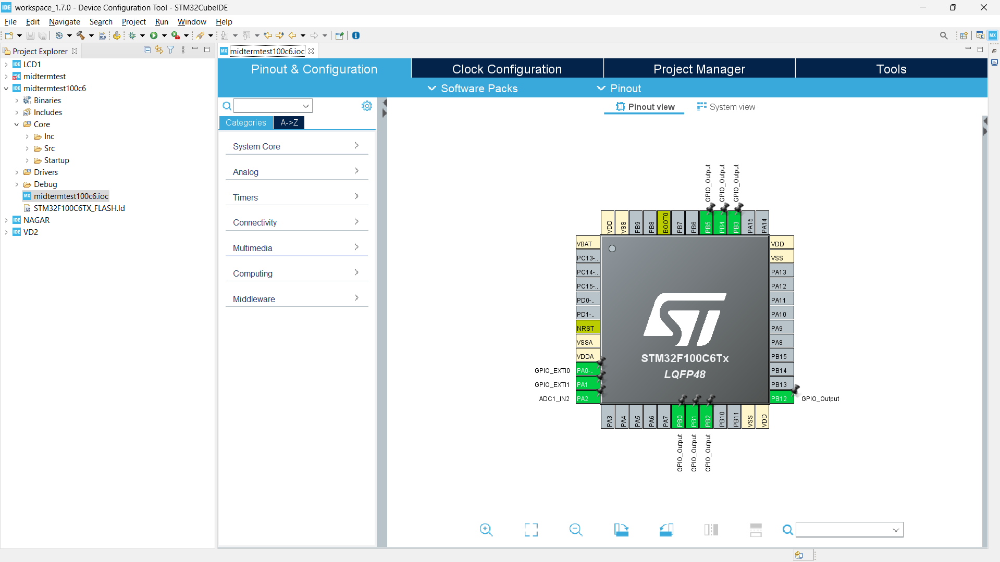 workspace_1.7.0 - Device Configuration Tool - STM32CubeIDE
File Edit Navigate Search Project Run Window Help
Project Explorer
midtermtest100c6.ioc
LCD1
midtermtest
midtermtest100c6
Binaries
Includes
Core
Inc
Src
Startup
Drivers
Debug
midtermtest100c6.ioc
STM32F100C6TX_FLASH.ld
NAGAR
VD2
Pinout & Configuration
Clock Configuration
Project Manager
Tools
Software Packs
Pinout
Categories
A->Z
System Core
Analog
Timers
Connectivity
Multimedia
Computing
Middleware
Pinout view
System view
GPIO_Output
GPIO_Output
GPIO_Output
VDD
VSS
PB9
PB8
BOOT0
PB7
PB6
PB5
PB4
PB3
PA15
PA14
VBAT
PC13-..
PC14-..
PC15-..
PD0-..
PD1-..
NRST
VSSA
VDDA
GPIO_EXTI0 PA0-..
GPIO_EXTI1 PA1
ADC1_IN2 PA2
ST
STM32F100C6Tx
LQFP48
VDD
VSS
PA13
PA12
PA11
PA10
PA9
PA8
PB15
PB14
PB13
PB12 GPIO_Output
PA3
PA4
PA5
PA6
PA7
PB0
PB1
PB2
PB10
PB11
VSS
VDD
GPIO_Output
GPIO_Output
GPIO_Output